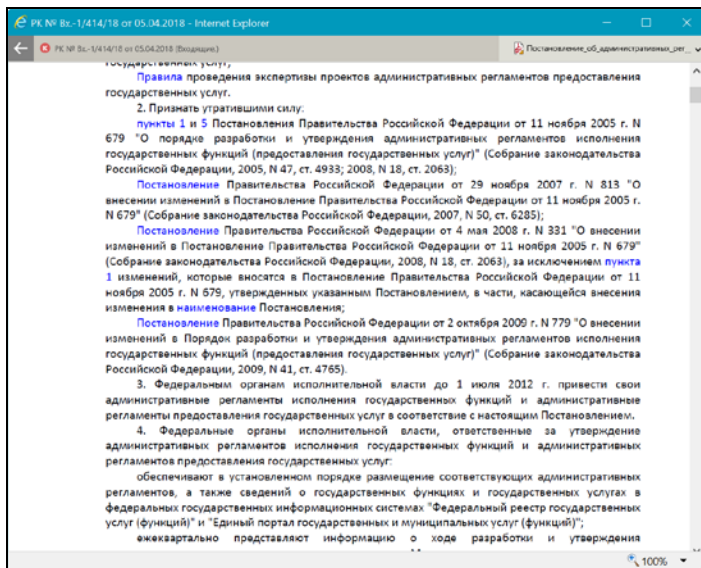 РК № Вх.-1/414/18 от 05.04.2018 - Internet Explorer
РК № Вх.-1/414/18 от 05.04.2018 (Входящие)
Постановление_об_административных_рег...
государственных услуг;
Правила проведения экспертизы проектов административных регламентов предоставления
государственных услуг.
2. Признать утратившими силу:
пункты 1 и 5 Постановления Правительства Российской Федерации от 11 ноября 2005 г. N
679 "О порядке разработки и утверждения административных регламентов исполнения
государственных функций (предоставления государственных услуг)" (Собрание законодательства
Российской Федерации, 2005, N 47, ст. 4933; 2008, N 18, ст. 2063);
Постановление Правительства Российской Федерации от 29 ноября 2007 г. N 813 "О
внесении изменений в Постановление Правительства Российской Федерации от 11 ноября 2005 г.
N 679" (Собрание законодательства Российской Федерации, 2007, N 50, ст. 6285);
Постановление Правительства Российской Федерации от 4 мая 2008 г. N 331 "О внесении
изменений в Постановление Правительства Российской Федерации от 11 ноября 2005 г. N 679"
(Собрание законодательства Российской Федерации, 2008, N 18, ст. 2063), за исключением пункта
1 изменений, которые вносятся в Постановление Правительства Российской Федерации от 11
ноября 2005 г. N 679, утвержденных указанным Постановлением, в части, касающейся внесения
изменения в наименование Постановления;
Постановление Правительства Российской Федерации от 2 октября 2009 г. N 779 "О внесении
изменений в Порядок разработки и утверждения административных регламентов исполнения
государственных функций (предоставления государственных услуг)" (Собрание законодательства
Российской Федерации, 2009, N 41, ст. 4765).
3. Федеральным органам исполнительной власти до 1 июля 2012 г. привести свои
административные регламенты исполнения государственных функций и административные
регламенты предоставления государственных услуг в соответствие с настоящим Постановлением.
4. Федеральные органы исполнительной власти, ответственные за утверждение
административных регламентов исполнения государственных функций и административных
регламентов предоставления государственных услуг:
обеспечивают в установленном порядке размещение соответствующих административных
регламентов, а также сведений о государственных функциях и государственных услугах в
федеральных государственных информационных системах "Федеральный реестр государственных
услуг (функций)" и "Единый портал государственных и муниципальных услуг (функций)";
ежеквартально представляют информацию о ходе разработки и утверждения
100%